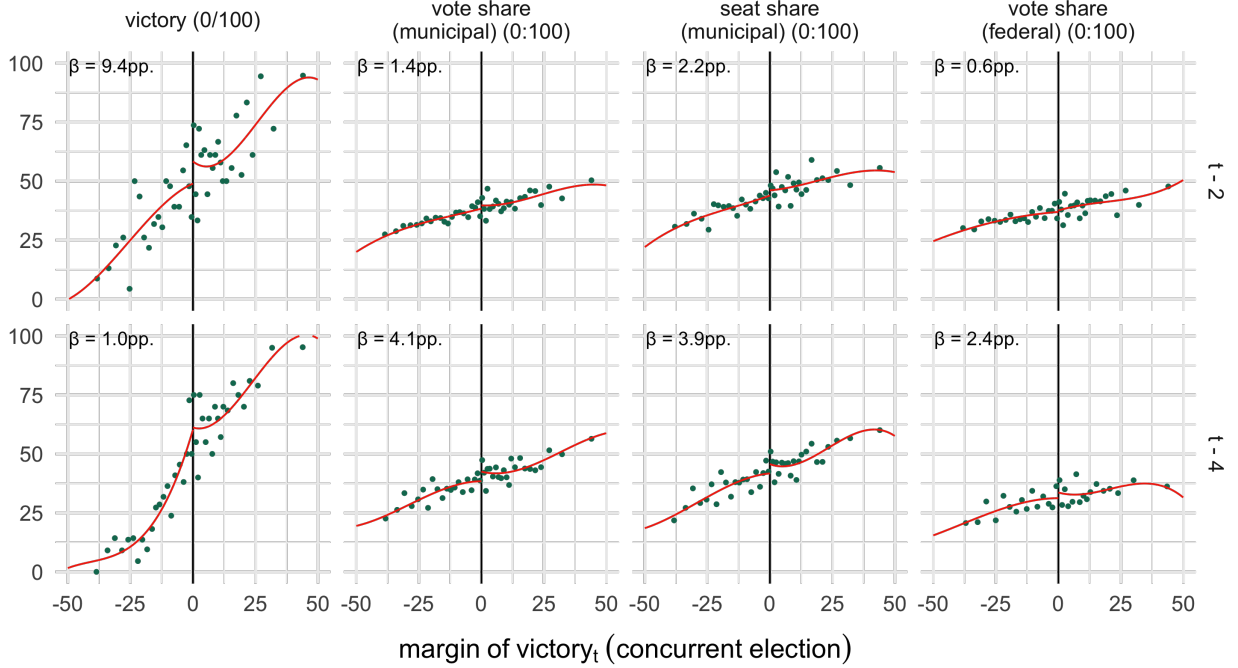 victory (0/100)
vote share
(municipal) (0:100)
seat share
(municipal) (0:100)
vote share
(federal) (0:100)
100
75
50
25
0
β = 9.4pp.
β = 1.4pp.
β = 2.2pp.
β = 0.6pp.
t - 2
100
75
50
25
0
β = 1.0pp.
β = 4.1pp.
β = 3.9pp.
β = 2.4pp.
t - 4
-50 -25 0 25 50
-50 -25 0 25 50
-50 -25 0 25 50
-50 -25 0 25 50
margin of victoryt (concurrent election)